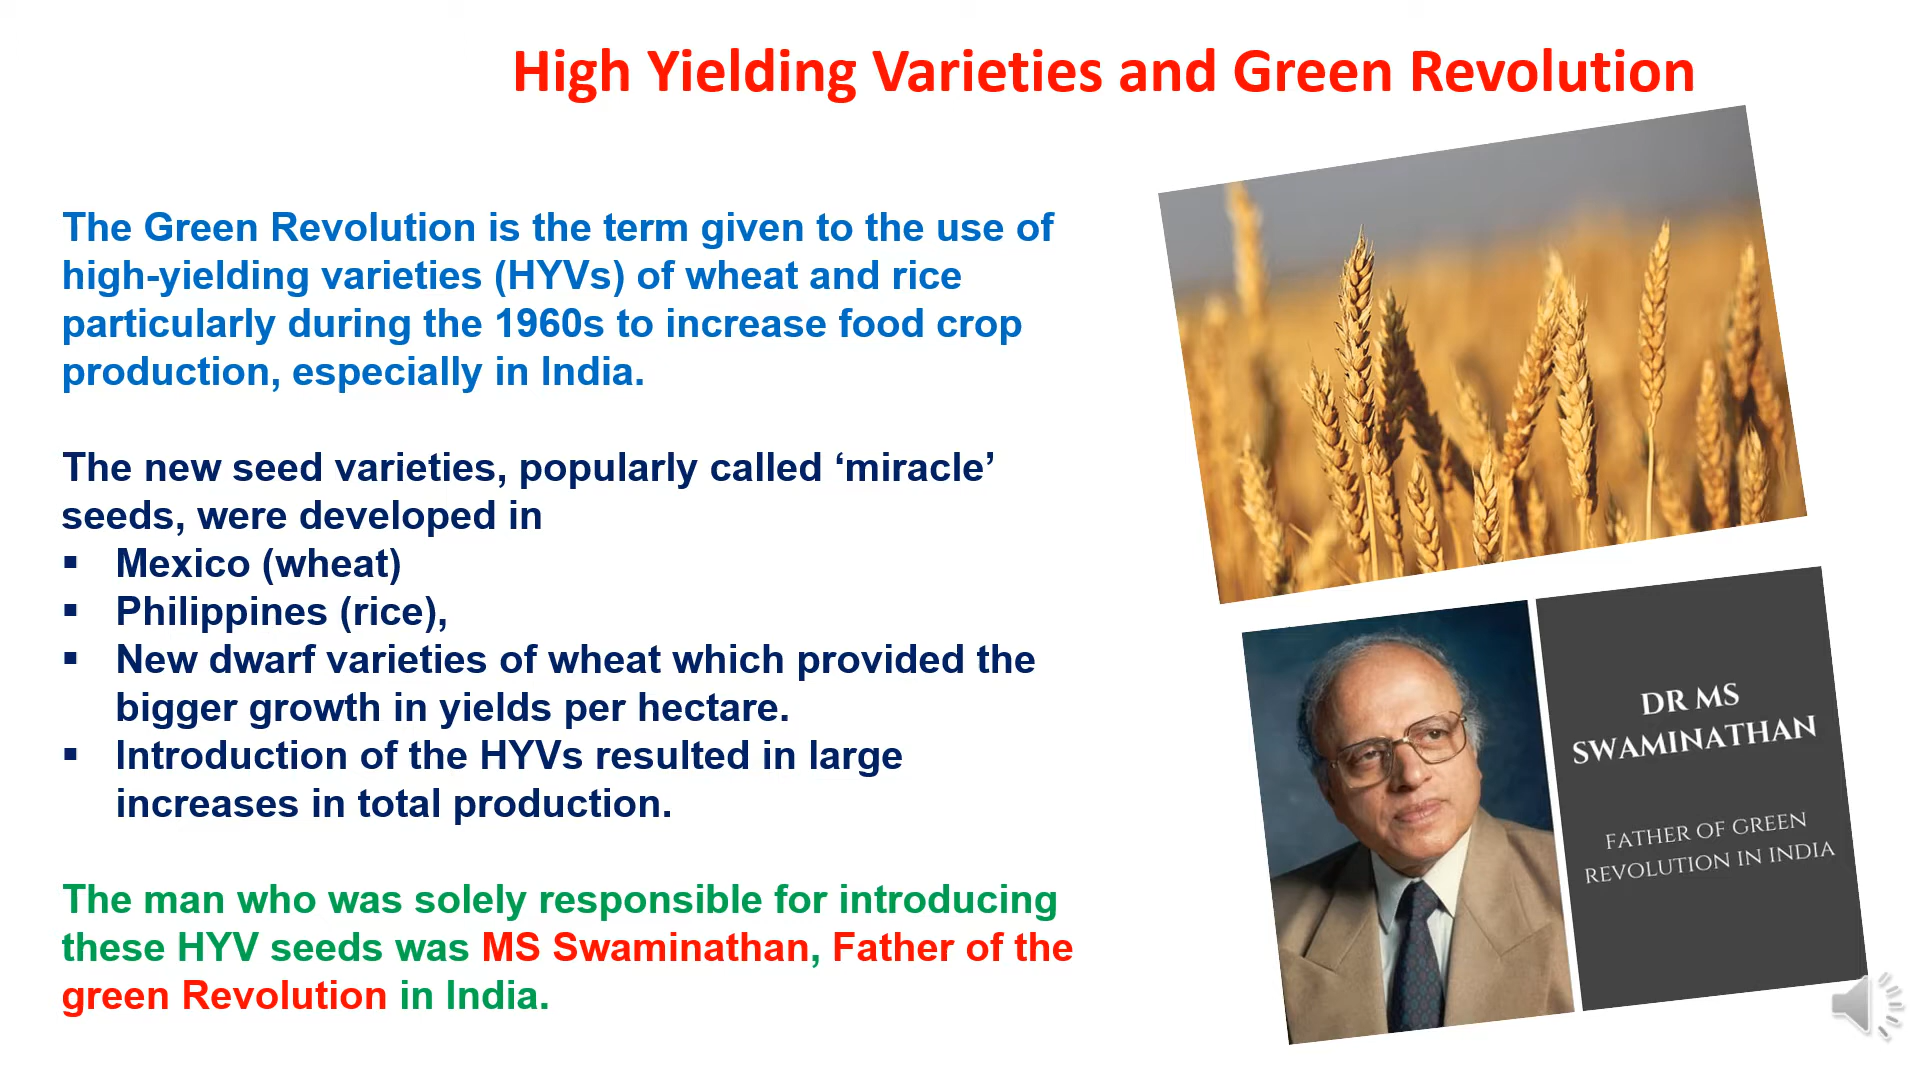 High Yielding Varieties and Green Revolution
The Green Revolution is the term given to the use of
high-yielding varieties (HYVs) of wheat and rice
particularly during the 1960s to increase food crop
production, especially in India.
The new seed varieties, popularly called ‘miracle’
seeds, were developed in
▪ Mexico (wheat)
▪ Philippines (rice),
▪ New dwarf varieties of wheat which provided the
bigger growth in yields per hectare.
▪ Introduction of the HYVs resulted in large
increases in total production.
The man who was solely responsible for introducing
these HYV seeds was MS Swaminathan, Father of the
green Revolution in India.
DR MS
SWAMINATHAN
FATHER OF GREEN
REVOLUTION IN INDIA